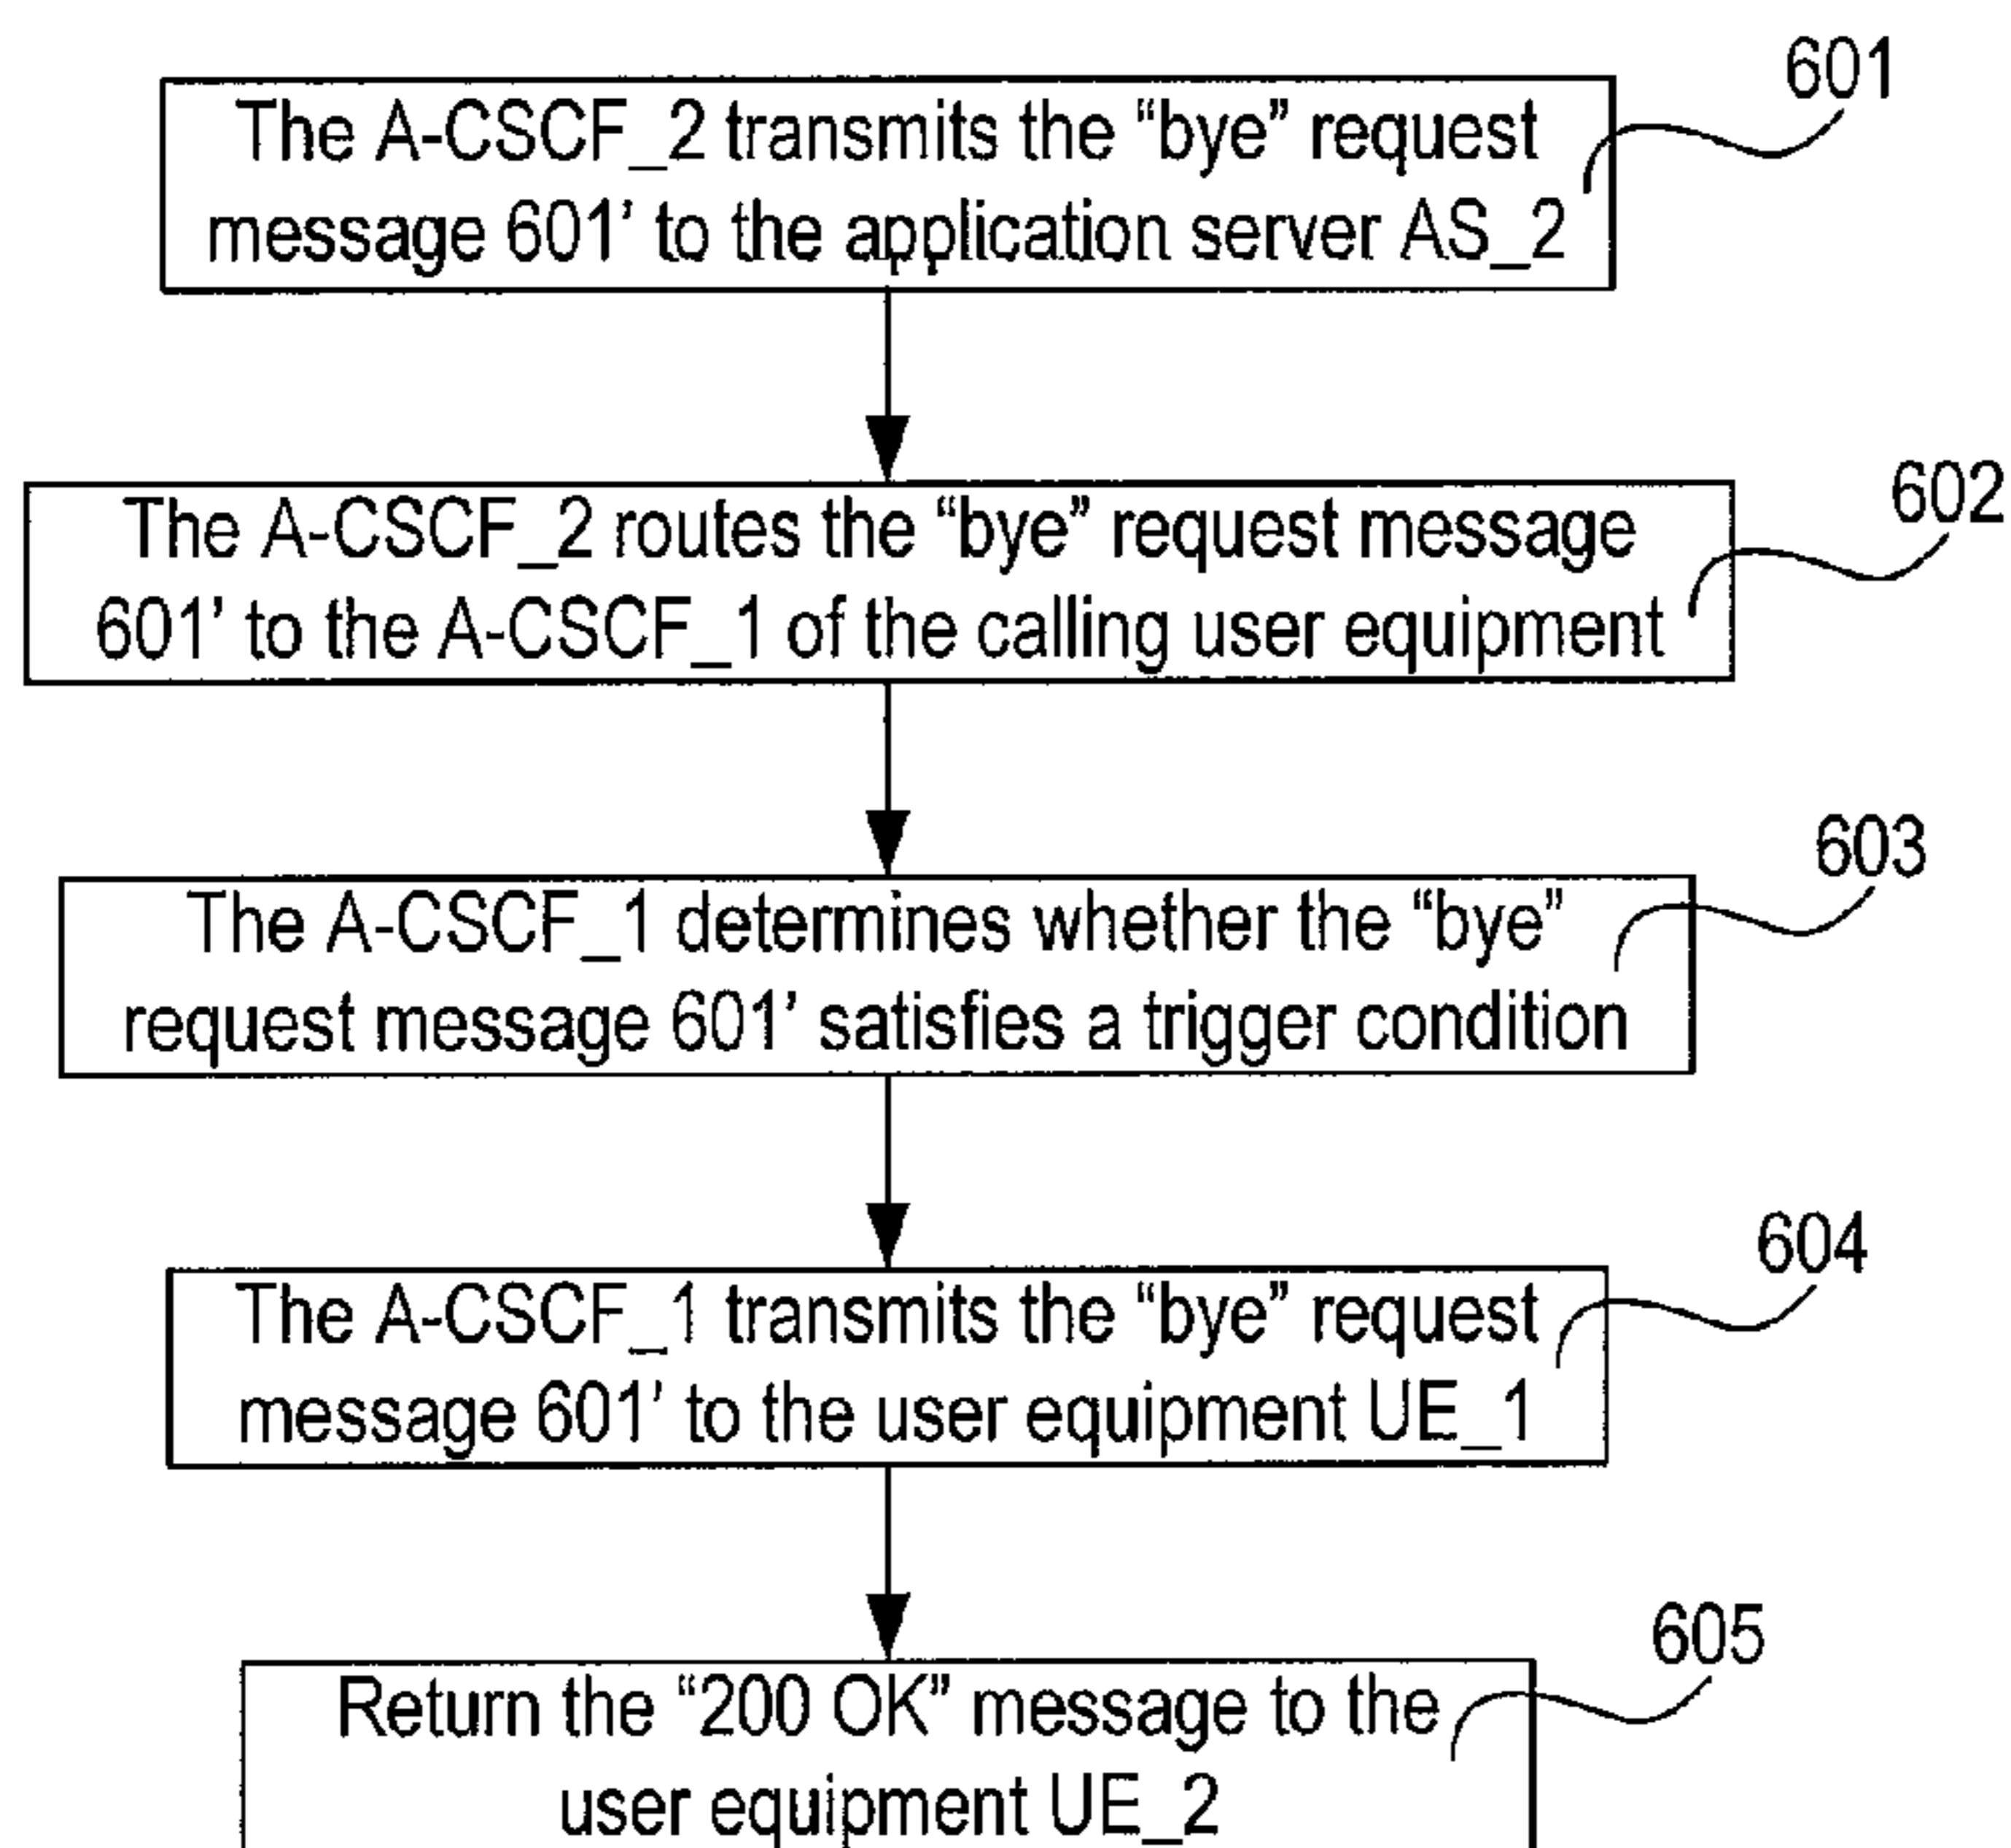 601
The A-CSCF_2 transmits the “bye” request
message 601’ to the application server AS_2
602
The A-CSCF_2 routes the “bye” request message
601’ to the A-CSCF_1 of the calling user equipment
603
The A-CSCF_1 determines whether the “bye”
request message 601’ satisfies a trigger condition
604
The A-CSCF_1 transmits the “bye” request
message 601’ to the user equipment UE_1
605
Return the “200 OK” message to the
user equipment UE_2